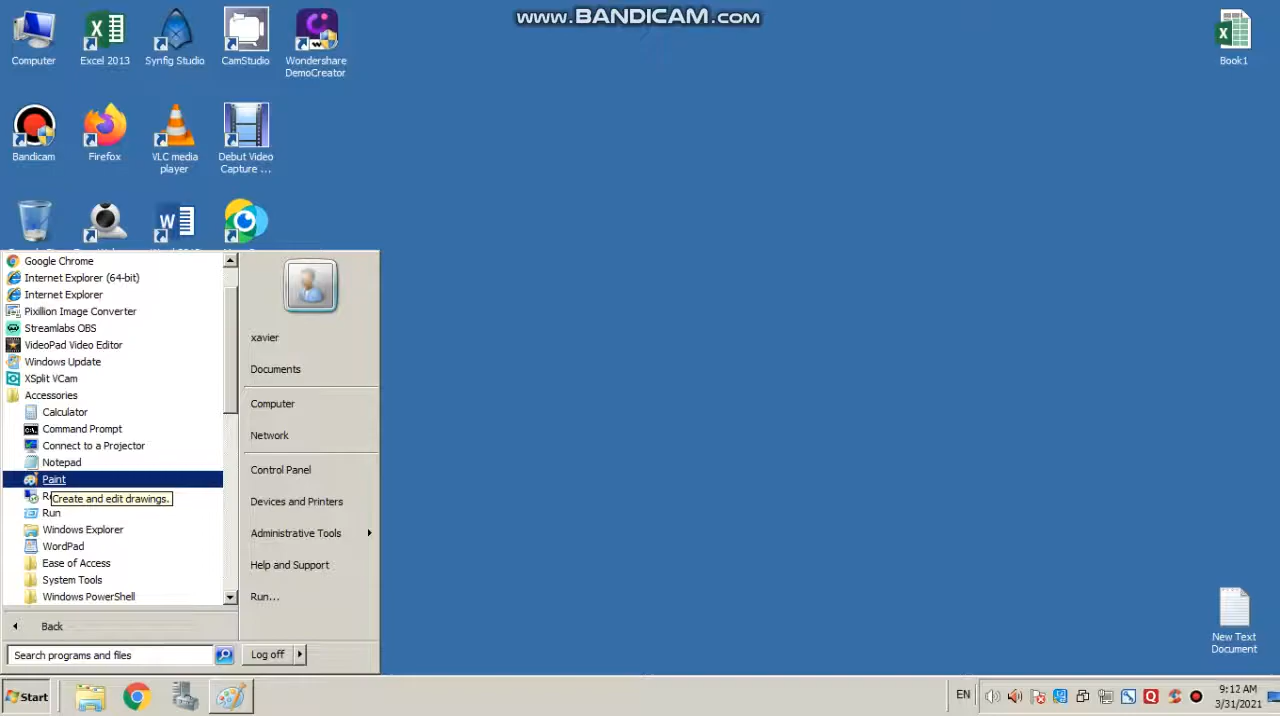 www.BANDICAM.com
Computer
Excel 2013
Synfig Studio
CamStudio
Wondershare
DemoCreator
Book1
Bandicam
Firefox
VLC media
player
Debut Video
Capture ...
Google Chrome
Internet Explorer (64-bit)
Internet Explorer
Pixillion Image Converter
Streamlabs OBS
VideoPad Video Editor
Windows Update
XSplit VCam
Accessories
Calculator
Command Prompt
Connect to a Projector
Notepad
Paint
Create and edit drawings.
Run
Windows Explorer
WordPad
Ease of Access
System Tools
Windows PowerShell
Back
Search programs and files
xavier
Documents
Computer
Network
Control Panel
Devices and Printers
Administrative Tools
Help and Support
Run...
Log off
New Text
Document
Start
EN
9:12 AM
3/31/2021